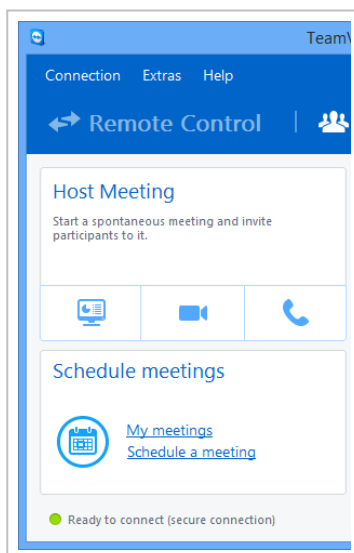 TeamV
Connection Extras Help
Remote Control
Host Meeting
Start a spontaneous meeting and invite
participants to it.
Schedule meetings
My meetings
Schedule a meeting
Ready to connect (secure connection)